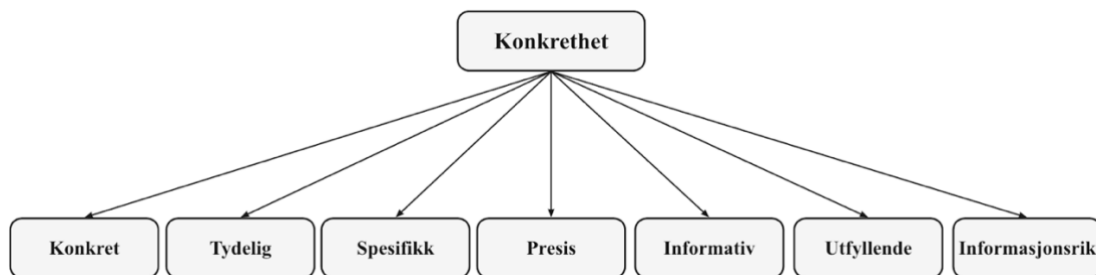 Konkrethet
Konkret
Tydelig
Spesifikk
Presis
Informativ
Utfyllende
Informasjonsrik